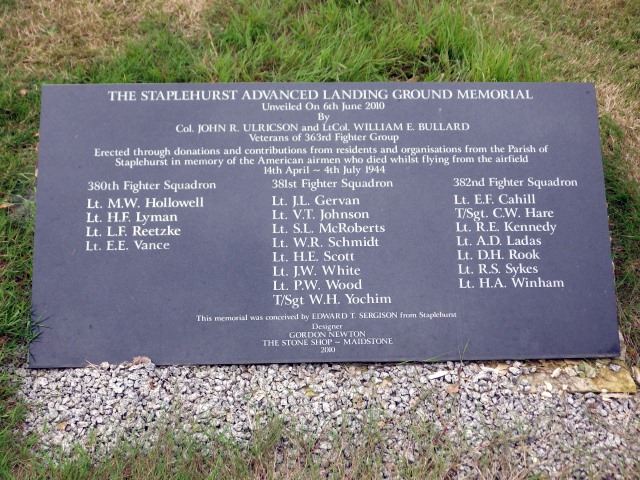 THE STAPLEHURST ADVANCED LANDING GROUND MEMORIAL
Unveiled On 6th June 2010
By
Col. JOHN R. ULRICSON and LtCol. WILLIAM E. BULLARD
Veterans of 363rd Fighter Group
Erected through donations and contributions from residents and organisations from the Parish of
Staplehurst in memory of the American airmen who died whilst flying from the airfield
14th April ~ 4th July 1944
380th Fighter Squadron
Lt. M.W. Hollowell
Lt. H.F. Lyman
Lt. L.F. Reetzke
Lt. E.E. Vance
381st Fighter Squadron
Lt. J.L. Gervan
Lt. V.T. Johnson
Lt. S.L. McRoberts
Lt. W.R. Schmidt
Lt. H.E. Scott
Lt. J.W. White
Lt. P.W. Wood
T/Sgt W.H. Yochim
382nd Fighter Squadron
Lt. E.F. Cahill
T/Sgt. C.W. Hare
Lt. R.E. Kennedy
Lt. A.D. Ladas
Lt. D.H. Rook
Lt. R.S. Sykes
Lt. H.A. Winham
This memorial was conceived by EDWARD T. SERGISON from Staplehurst
Designer
GORDON NEWTON
THE STONE SHOP ~ MAIDSTONE
2010